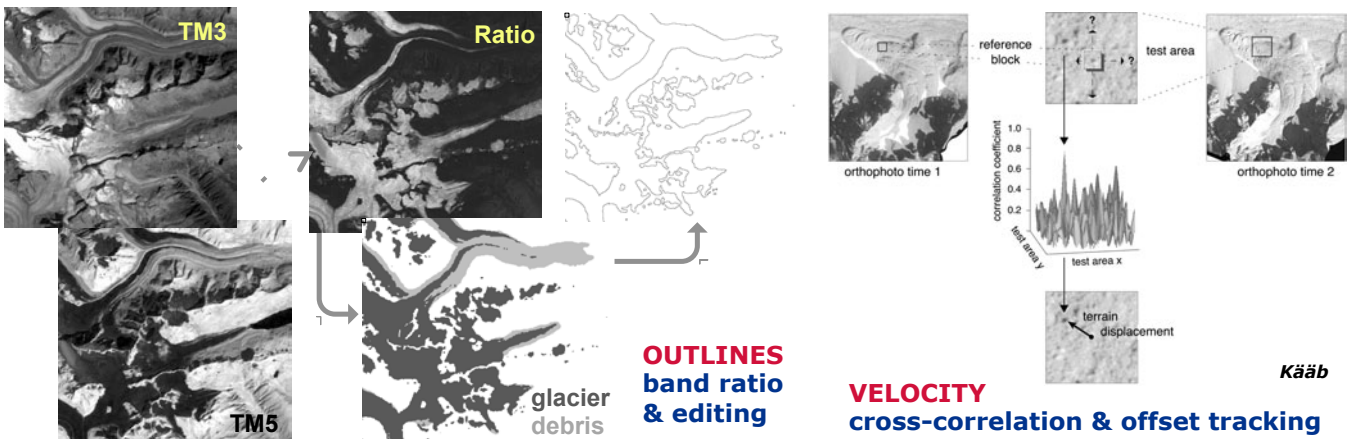 TM3
Ratio
TM5
glacier
debris
OUTLINES
band ratio
& editing
reference
block
test area
?
?
orthophoto time 1
orthophoto time 2
correlation coefficient
1.0
0.8
0.6
0.4
0.2
test area y
test area x
terrain
displacement
Kääb
VELOCITY
cross-correlation & offset tracking